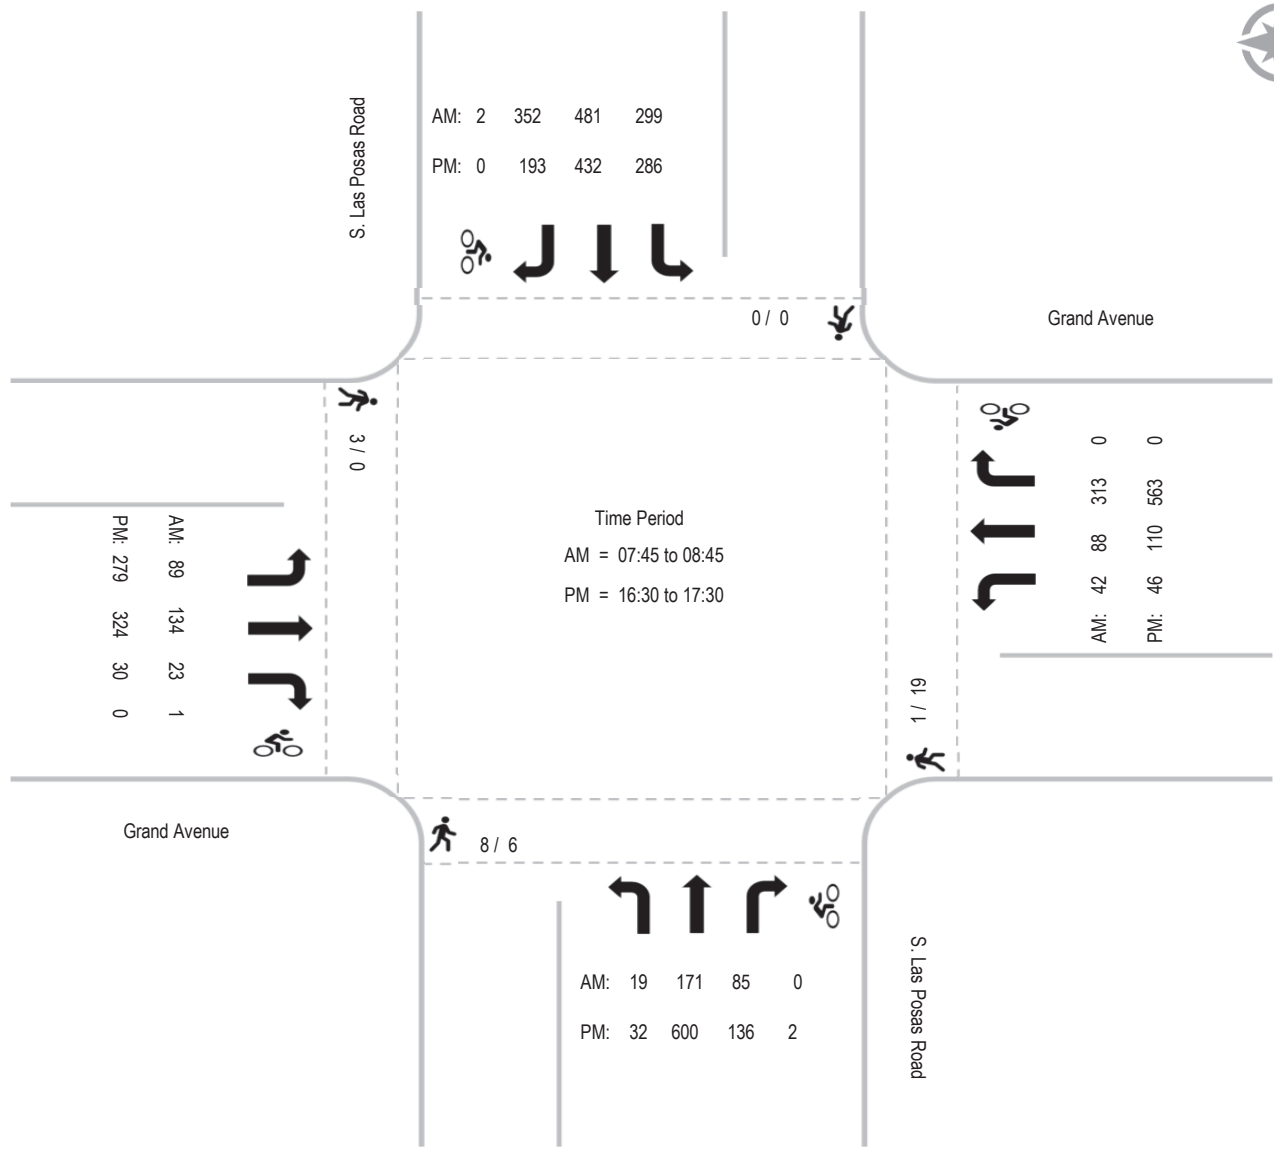 S. Las Posas Road
AM: 2 352 481 299
PM: 0 193 432 286
0 / 0
Grand Avenue
3 / 0
AM: 42 88 313 0
PM: 46 110 563 0
Time Period
AM = 07:45 to 08:45
PM = 16:30 to 17:30
AM: 89 134 23 1
PM: 279 324 30 0
1 / 19
Grand Avenue
8 / 6
AM: 19 171 85 0
PM: 32 600 136 2
S. Las Posas Road